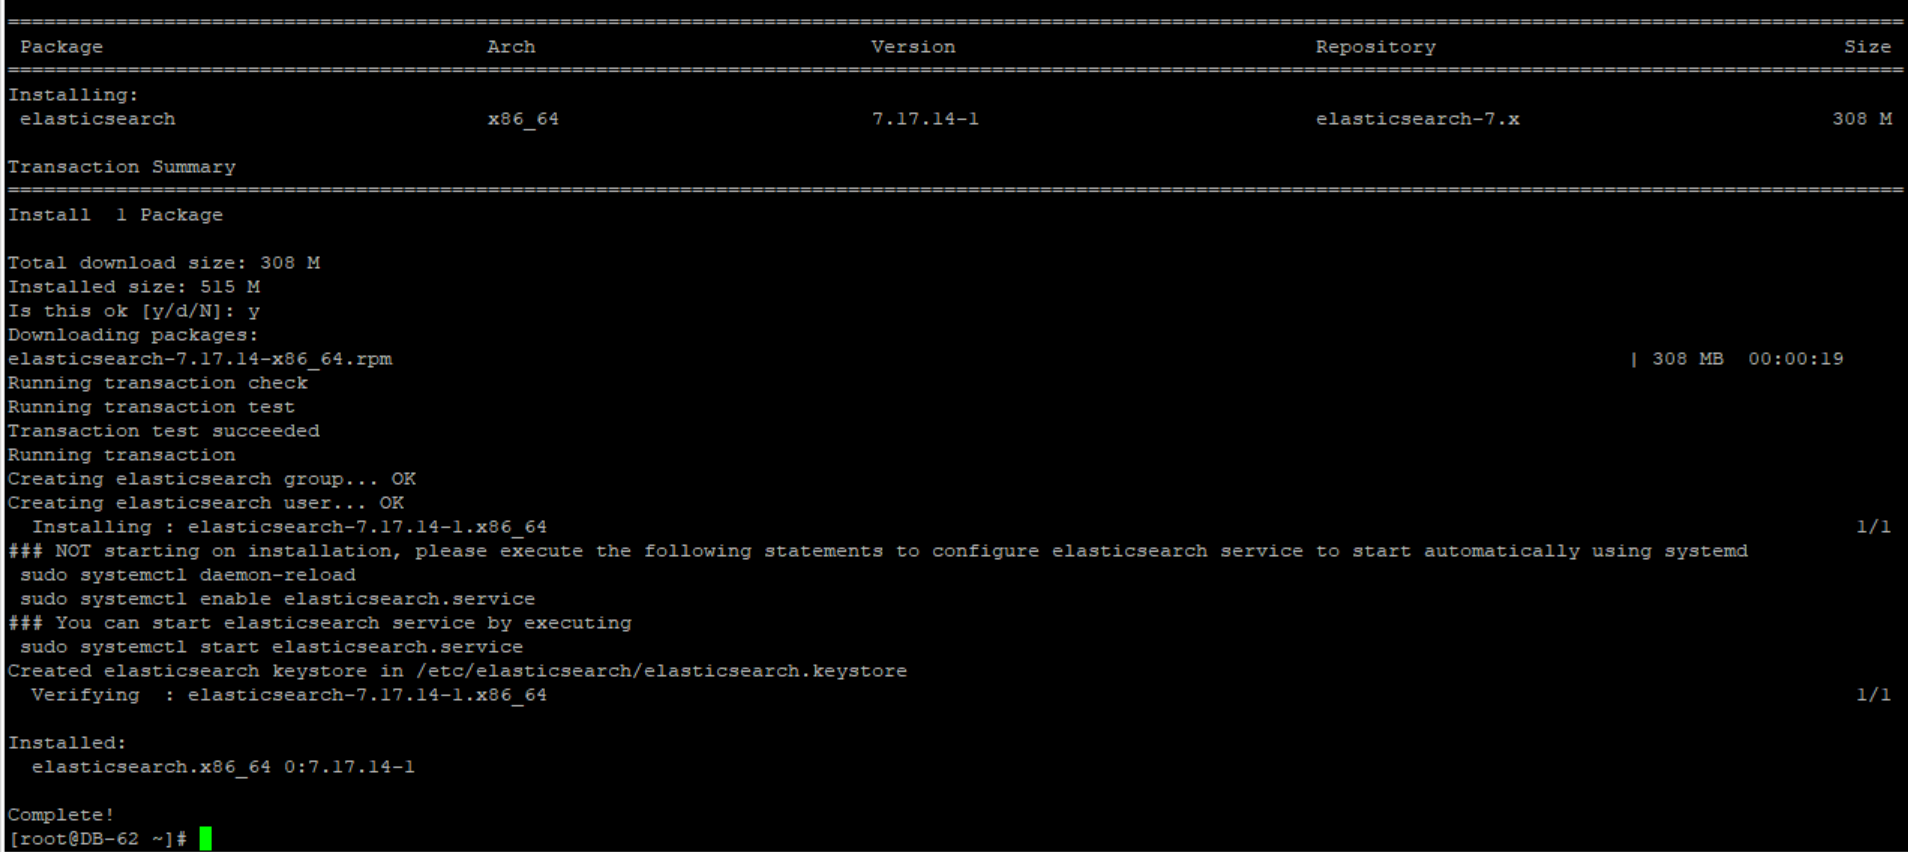 ================================================================================
Package Arch Version Repository Size
================================================================================
Installing:
elasticsearch x86_64 7.17.14-1 elasticsearch-7.x 308 M
Transaction Summary
================================================================================
Install 1 Package
Total download size: 308 M
Installed size: 515 M
Is this ok [y/d/N]: y
Downloading packages:
elasticsearch-7.17.14-x86_64.rpm | 308 MB 00:00:19
Running transaction check
Running transaction test
Transaction test succeeded
Running transaction
Creating elasticsearch group... OK
Creating elasticsearch user... OK
Installing : elasticsearch-7.17.14-1.x86_64 1/1
### NOT starting on installation, please execute the following statements to configure elasticsearch service to start automatically using systemd
sudo systemctl daemon-reload
sudo systemctl enable elasticsearch.service
### You can start elasticsearch service by executing
sudo systemctl start elasticsearch.service
Created elasticsearch keystore in /etc/elasticsearch/elasticsearch.keystore
Verifying : elasticsearch-7.17.14-1.x86_64 1/1
Installed:
elasticsearch.x86_64 0:7.17.14-1
Complete!
[root@DB-62 ~]#